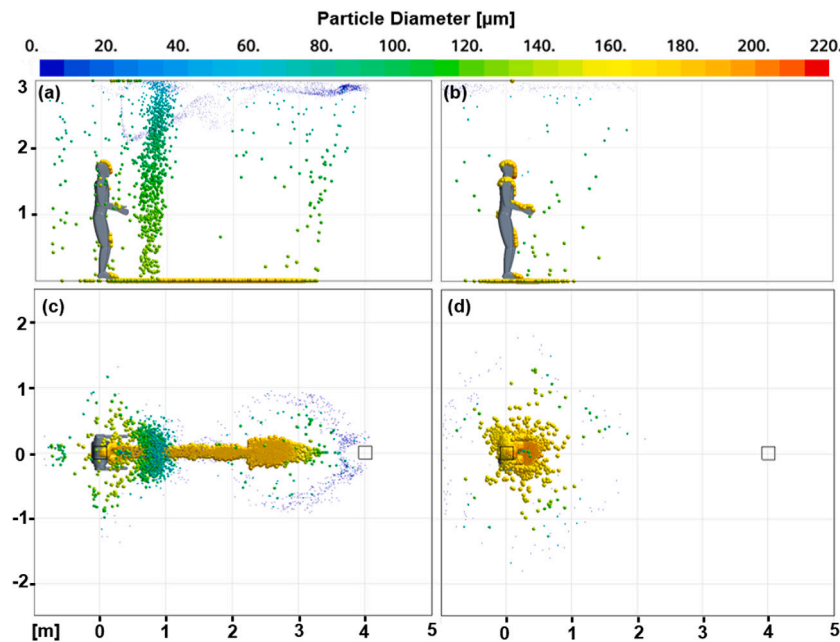 Particle Diameter [µm]
0. 20. 40. 60. 80. 100. 120. 140. 160. 180. 200. 220.
3 (a) (b)
2
1
(c) (d)
2
1
0
-1
-2
[m] 0 1 2 3 4 5 0 1 2 3 4 5